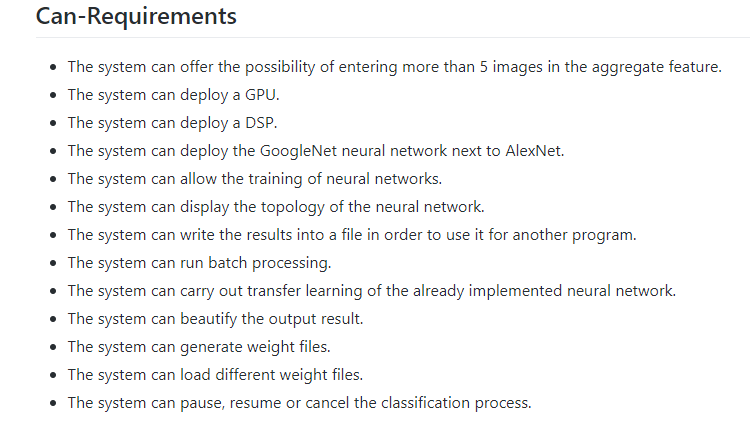 Can-Requirements
The system can offer the possibility of entering more than 5 images in the aggregate feature.
The system can deploy a GPU.
The system can deploy a DSP.
The system can deploy the GoogleNet neural network next to AlexNet.
The system can allow the training of neural networks.
The system can display the topology of the neural network.
The system can write the results into a file in order to use it for another program.
The system can run batch processing.
The system can carry out transfer learning of the already implemented neural network.
The system can beautify the output result.
The system can generate weight files.
The system can load different weight files.
The system can pause, resume or cancel the classification process.